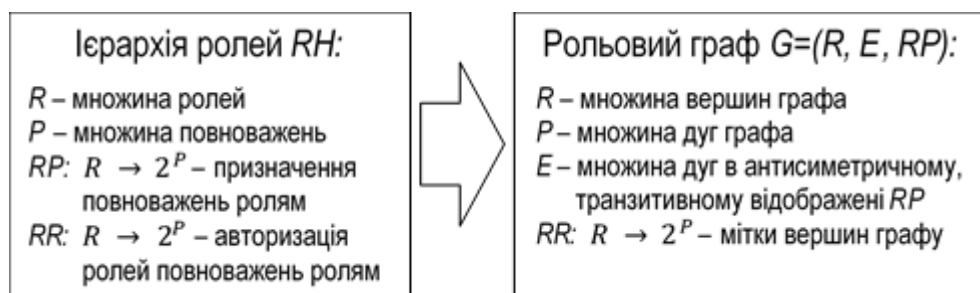 Ієрархія ролей RH:
R – множина ролей
P – множина повноважень
RP: R → 2^P – призначення
повноважень ролям
RR: R → 2^P – авторизація
ролей повноважень ролям
Рольовий граф G=(R, E, RP):
R – множина вершин графа
P – множина дуг графа
E – множина дуг в антисиметричному,
транзитивному відображені RP
RR: R → 2^P – мітки вершин графу